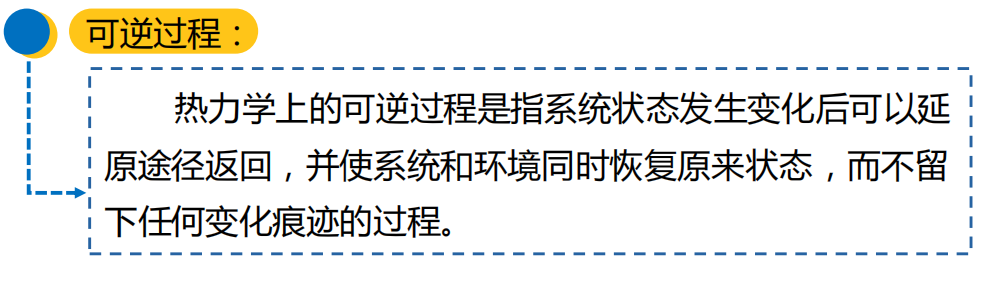 可逆过程：
热力学上的可逆过程是指系统状态发生变化后可以延
原途径返回，并使系统和环境同时恢复原来状态，而不留
下任何变化痕迹的过程。